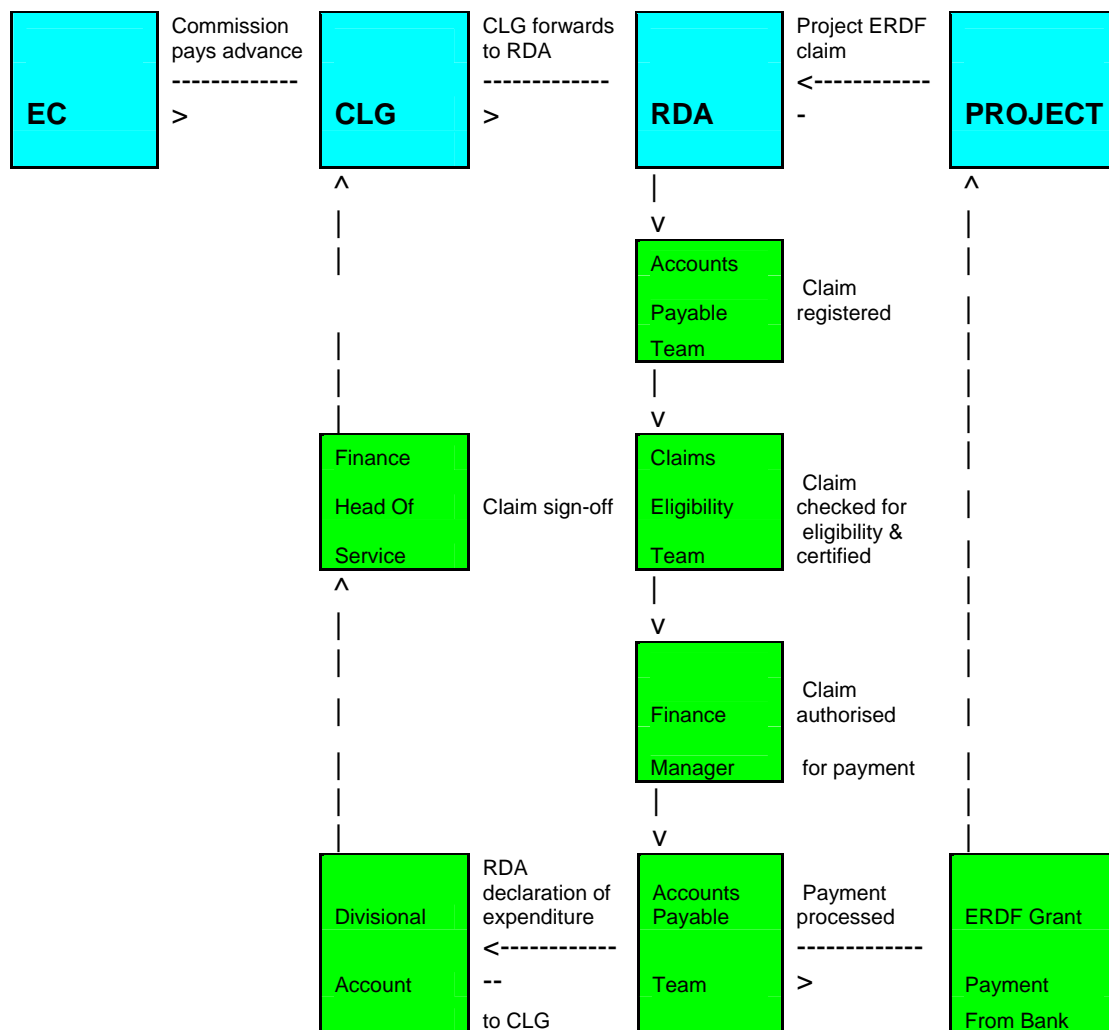 Commission
pays advance
------------->
CLG forwards
to RDA
------------->
Project ERDF
claim
<-------------
EC
CLG
RDA
PROJECT
Accounts
Payable
Team
Claim
registered
Finance
Head Of
Service
Claim sign-off
Claims
Eligibility
Team
Claim
checked for
eligibility &
certified
Finance
Manager
Claim
authorised
for payment
Divisional
Account
RDA
declaration of
expenditure
<--------------
to CLG
Accounts
Payable
Team
Payment
processed
------------->
ERDF Grant
Payment
From Bank